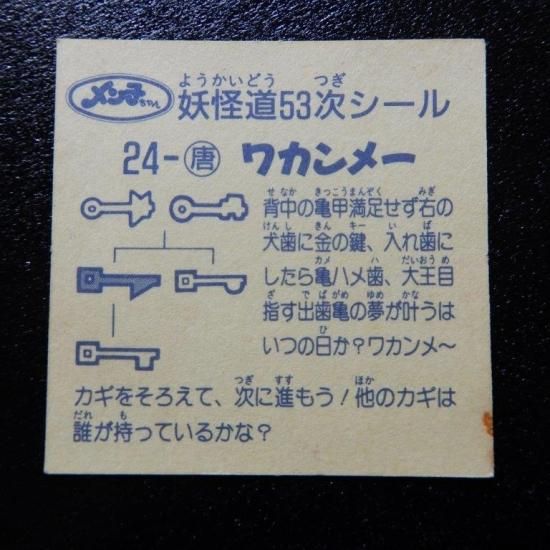 メン子ちゃん
ようかいどう つぎ
妖怪道53次シール
24-唐 ワカンメー
せなか きっこうまんぞく みぎ
背中の亀甲満足せず右の
けんし きん キー い ば
犬歯に金の鍵、入れ歯に
カメ ハ だいおうめ
したら亀ハメ歯、大王目
ざ でばがめ ゆめ かな
指す出歯亀の夢が叶うは
ひ
いつの日か?ワカンメ〜
つぎ すす ほか
カギをそろえて、次に進もう!他のカギは
だれ も
誰が持っているかな?